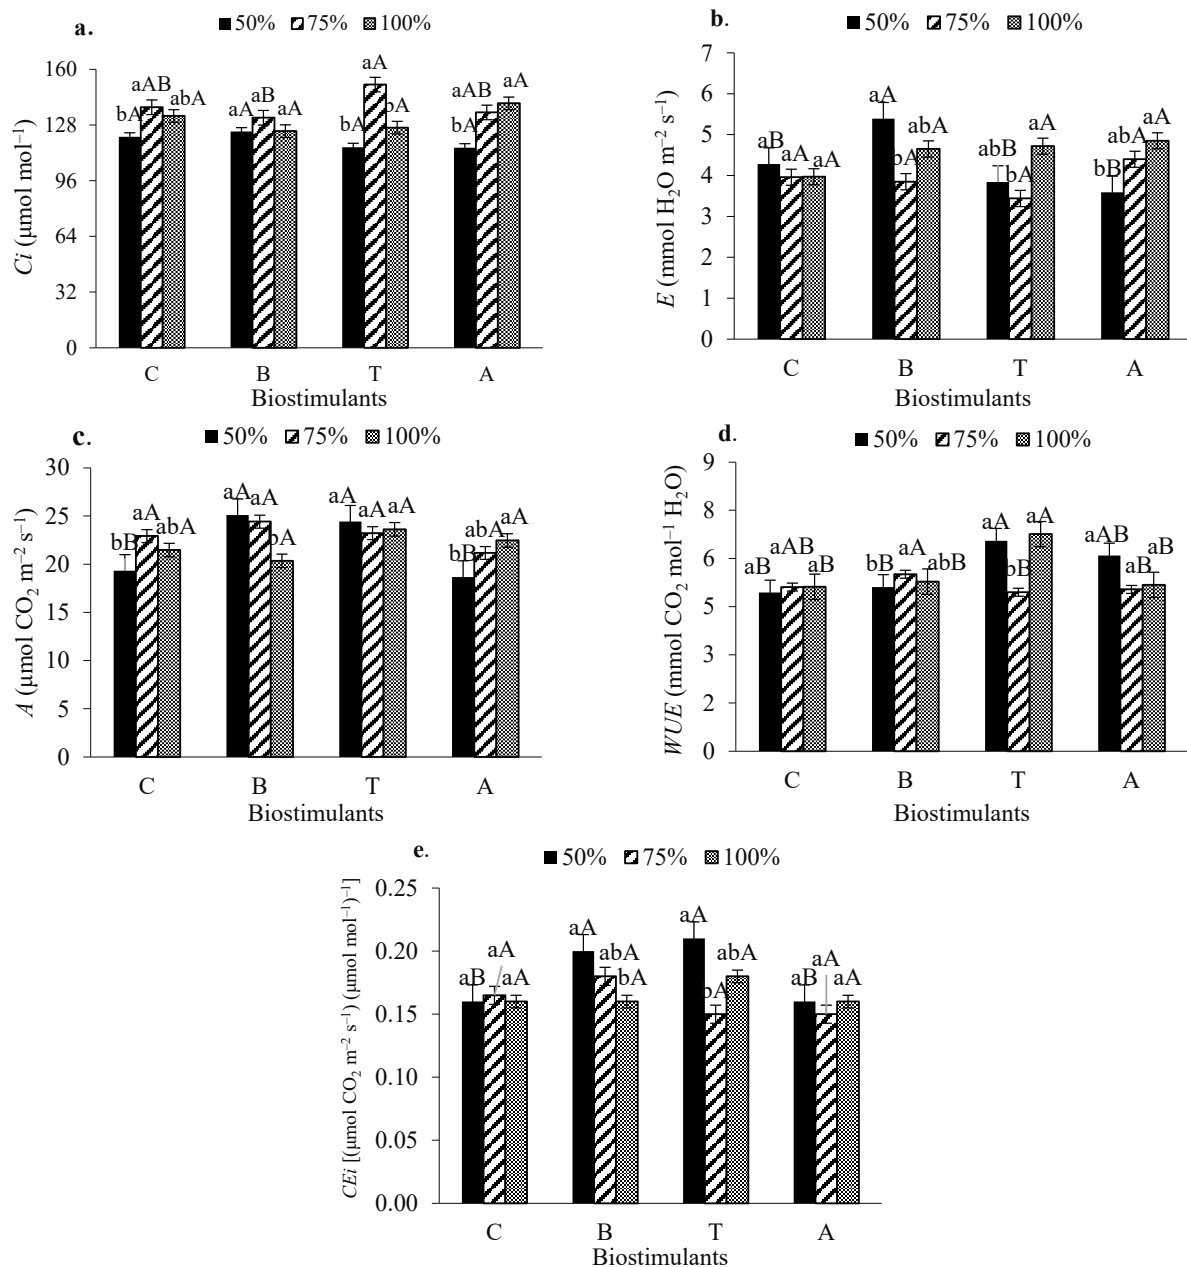 a.
50% 75% 100%
160
128
96
64
32
0
Ci (µmol mol⁻¹)
bA aAB abA
aA aB aA
bA aA bA
bA aAB aA
C B T A
Biostimulants
b.
50% 75% 100%
7
6
5
4
3
2
1
0
E (mmol H₂O m⁻² s⁻¹)
aB aA aA
aA bA abA
abB bA aA
bB abA aA
C B T A
Biostimulants
c.
50% 75% 100%
30
25
20
15
10
5
0
A (µmol CO₂ m⁻² s⁻¹)
bB aA abA
aA aA bA
aA aA aA
bB abA aA
C B T A
Biostimulants
d.
50% 75% 100%
9
8
6
5
3
2
0
WUE (mmol CO₂ mol⁻¹ H₂O)
aB aAB aB
bB aA abB
aA bB aA
aAB aB aB
C B T A
Biostimulants
e.
50% 75% 100%
0.25
0.20
0.15
0.10
0.05
0.00
CEi [(µmol CO₂ m⁻² s⁻¹) (µmol mol⁻¹)⁻¹]
aB aA aA
aA abA bA
aA bA abA
aB aA aA
C B T A
Biostimulants